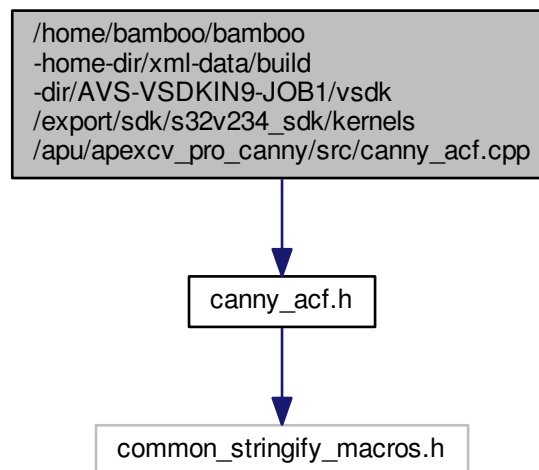 /home/bamboo/bamboo
-home-dir/xml-data/build
-dir/AVS-VSDKIN9-JOB1/vsdk
/export/sdk/s32v234_sdk/kernels
/apu/apexcv_pro_canny/src/canny_acf.cpp
canny_acf.h
common_stringify_macros.h